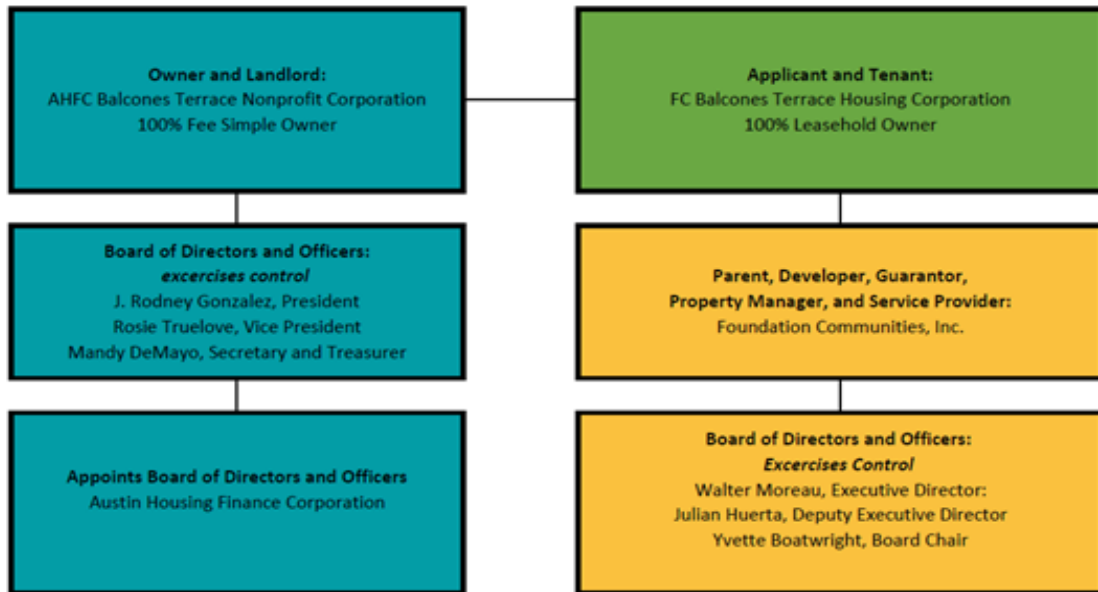 Owner and Landlord:
AHFC Balcones Terrace Nonprofit Corporation
100% Fee Simple Owner
Applicant and Tenant:
FC Balcones Terrace Housing Corporation
100% Leasehold Owner
Board of Directors and Officers:
excercises control
J. Rodney Gonzalez, President
Rosie Truelove, Vice President
Mandy DeMayo, Secretary and Treasurer
Parent, Developer, Guarantor,
Property Manager, and Service Provider:
Foundation Communities, Inc.
Appoints Board of Directors and Officers
Austin Housing Finance Corporation
Board of Directors and Officers:
Excercises Control
Walter Moreau, Executive Director:
Julian Huerta, Deputy Executive Director
Yvette Boatwright, Board Chair